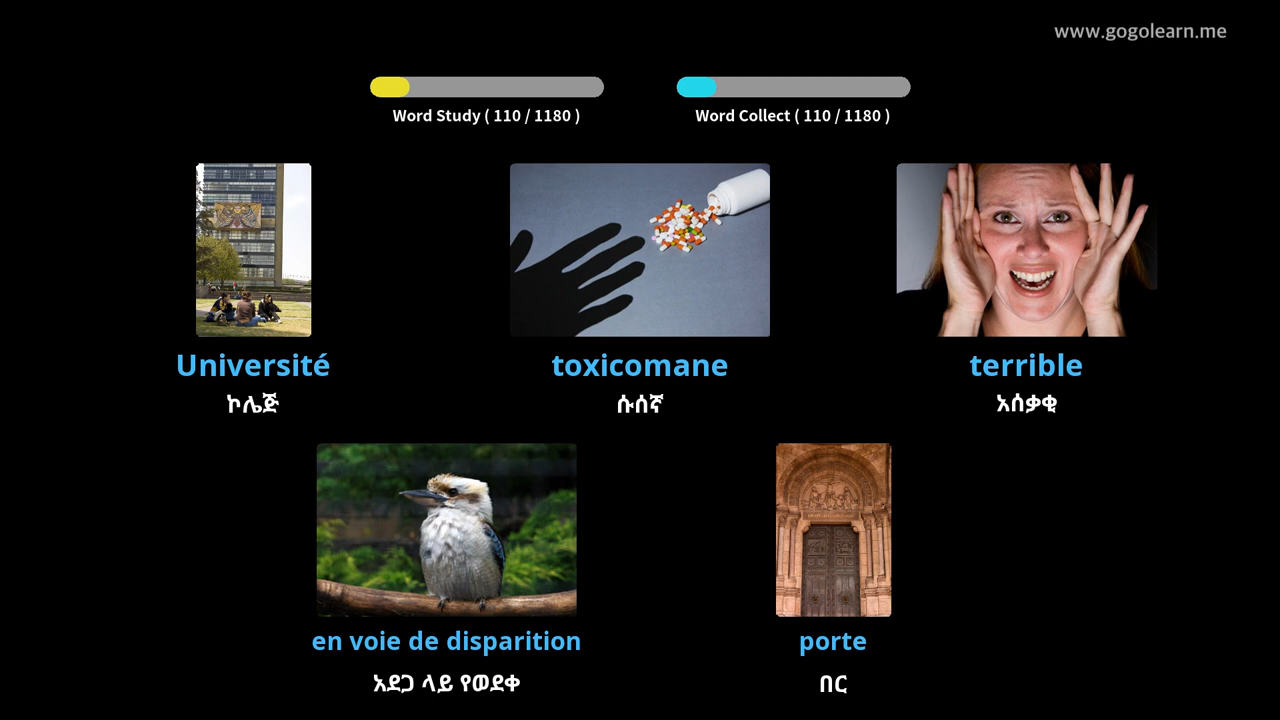 www.gogolearn.me
Word Study ( 110 / 1180 )
Word Collect ( 110 / 1180 )
Université
toxicomane
terrible
ኮሌጅ
ሱሰኛ
አሰቃቂ
en voie de disparition
porte
አደጋ ላይ የወደቀ
በር